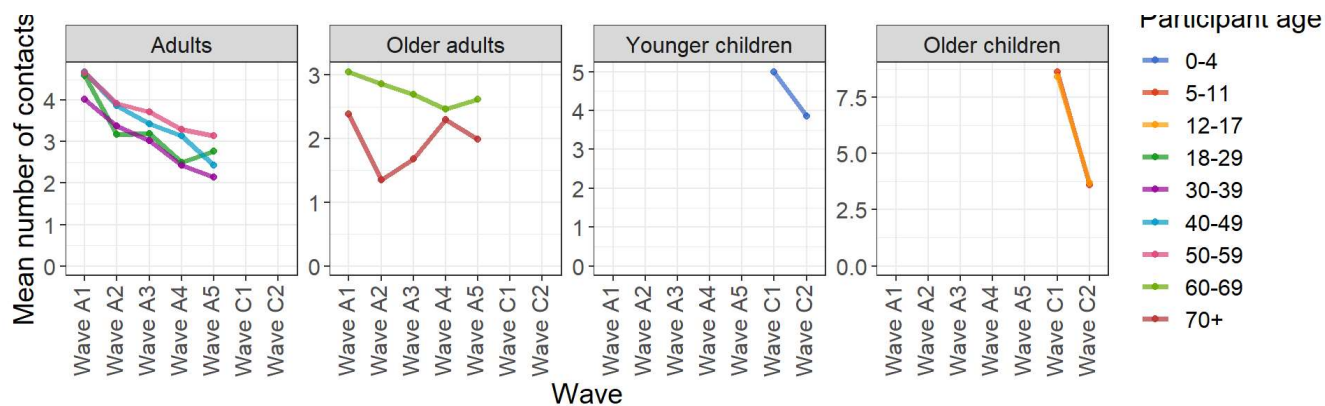 Participant age
Adults
Older adults
Younger children
Older children
Mean number of contacts
4
3
2
1
0
3
2
1
0
5
4
3
2
1
0
7.5
5.0
2.5
0.0
Wave A1
Wave A2
Wave A3
Wave A4
Wave A5
Wave C1
Wave C2
Wave A1
Wave A2
Wave A3
Wave A4
Wave A5
Wave C1
Wave C2
Wave A1
Wave A2
Wave A3
Wave A4
Wave A5
Wave C1
Wave C2
Wave A1
Wave A2
Wave A3
Wave A4
Wave A5
Wave C1
Wave C2
Wave
0-4
5-11
12-17
18-29
30-39
40-49
50-59
60-69
70+